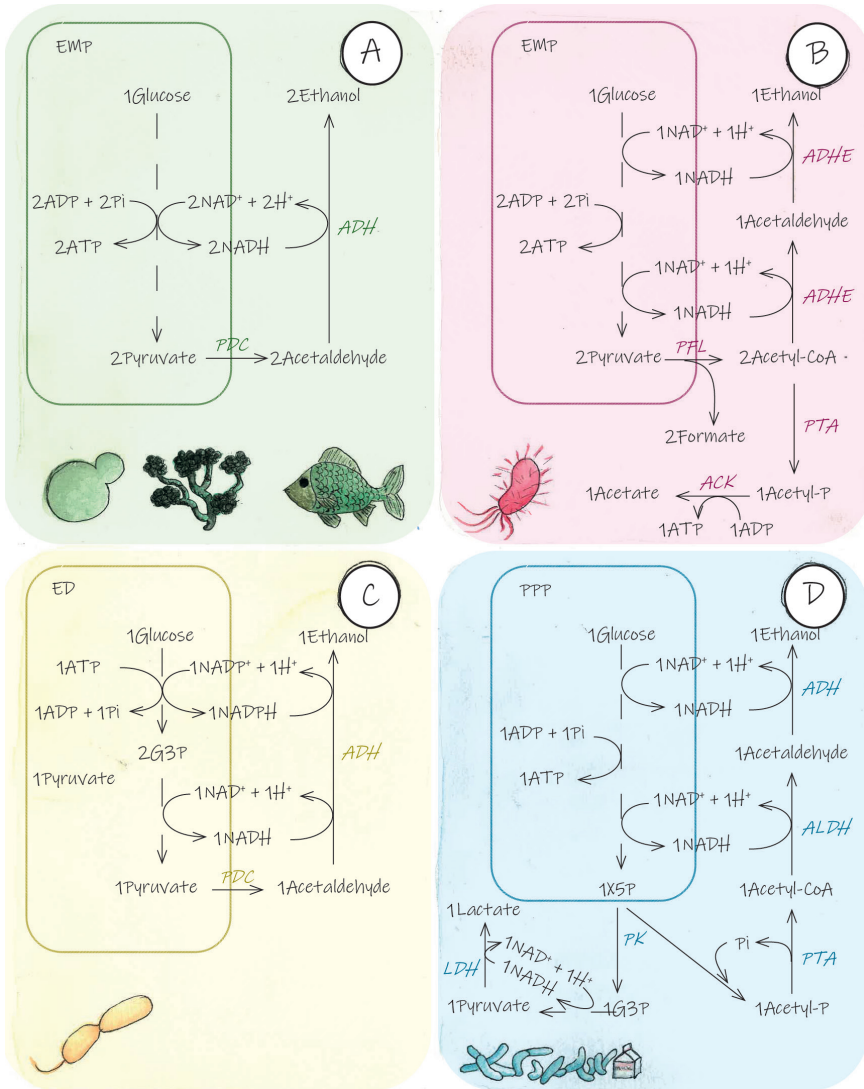 A
EMP
1Glucose
2Ethanol
2ADP + 2Pi
2NAD⁺ + 2H⁺
2ATP
2NADH
ADH
2Pyruvate
PDC
2Acetaldehyde
B
EMP
1Glucose
1Ethanol
1NAD⁺ + 1H⁺
ADHE
1NADH
2ADP + 2Pi
1Acetaldehyde
2ATP
1NAD⁺ + 1H⁺
ADHE
1NADH
2Pyruvate
PFL
2Acetyl-CoA
2Formate
PTA
1Acetate
ACK
1Acetyl-P
1ATP
1ADP
C
ED
1Glucose
1Ethanol
1ATP
1NADP⁺ + 1H⁺
1ADP + 1Pi
1NADPH
2G3P
ADH
1Pyruvate
1NAD⁺ + 1H⁺
1NADH
1Pyruvate
PDC
1Acetaldehyde
D
PPP
1Glucose
1Ethanol
1NAD⁺ + 1H⁺
ADH
1NADH
1ADP + 1Pi
1Acetaldehyde
1ATP
1NAD⁺ + 1H⁺
ALDH
1NADH
1X5P
1Acetyl-CoA
1Lactate
PK
Pi
PTA
LDH
1NAD⁺ + 1H⁺
1NADH
1Pyruvate
1G3P
1Acetyl-P